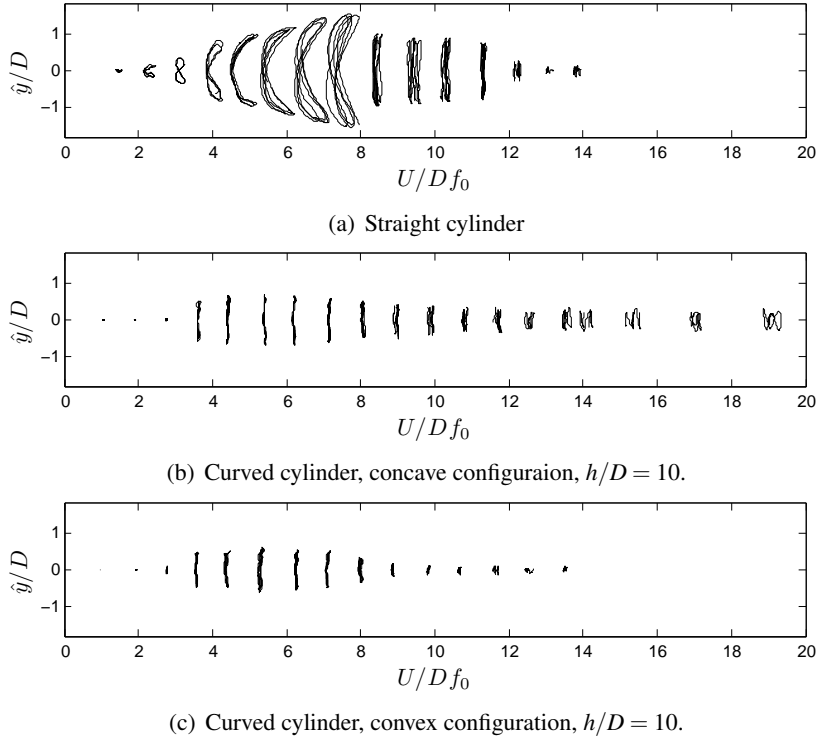 1
0
−1
ŷ/D
0 2 4 6 8 10 12 14 16 18 20
U/Df₀
(a) Straight cylinder
1
0
−1
ŷ/D
0 2 4 6 8 10 12 14 16 18 20
U/Df₀
(b) Curved cylinder, concave configuraion, h/D = 10.
1
0
−1
ŷ/D
0 2 4 6 8 10 12 14 16 18 20
U/Df₀
(c) Curved cylinder, convex configuration, h/D = 10.